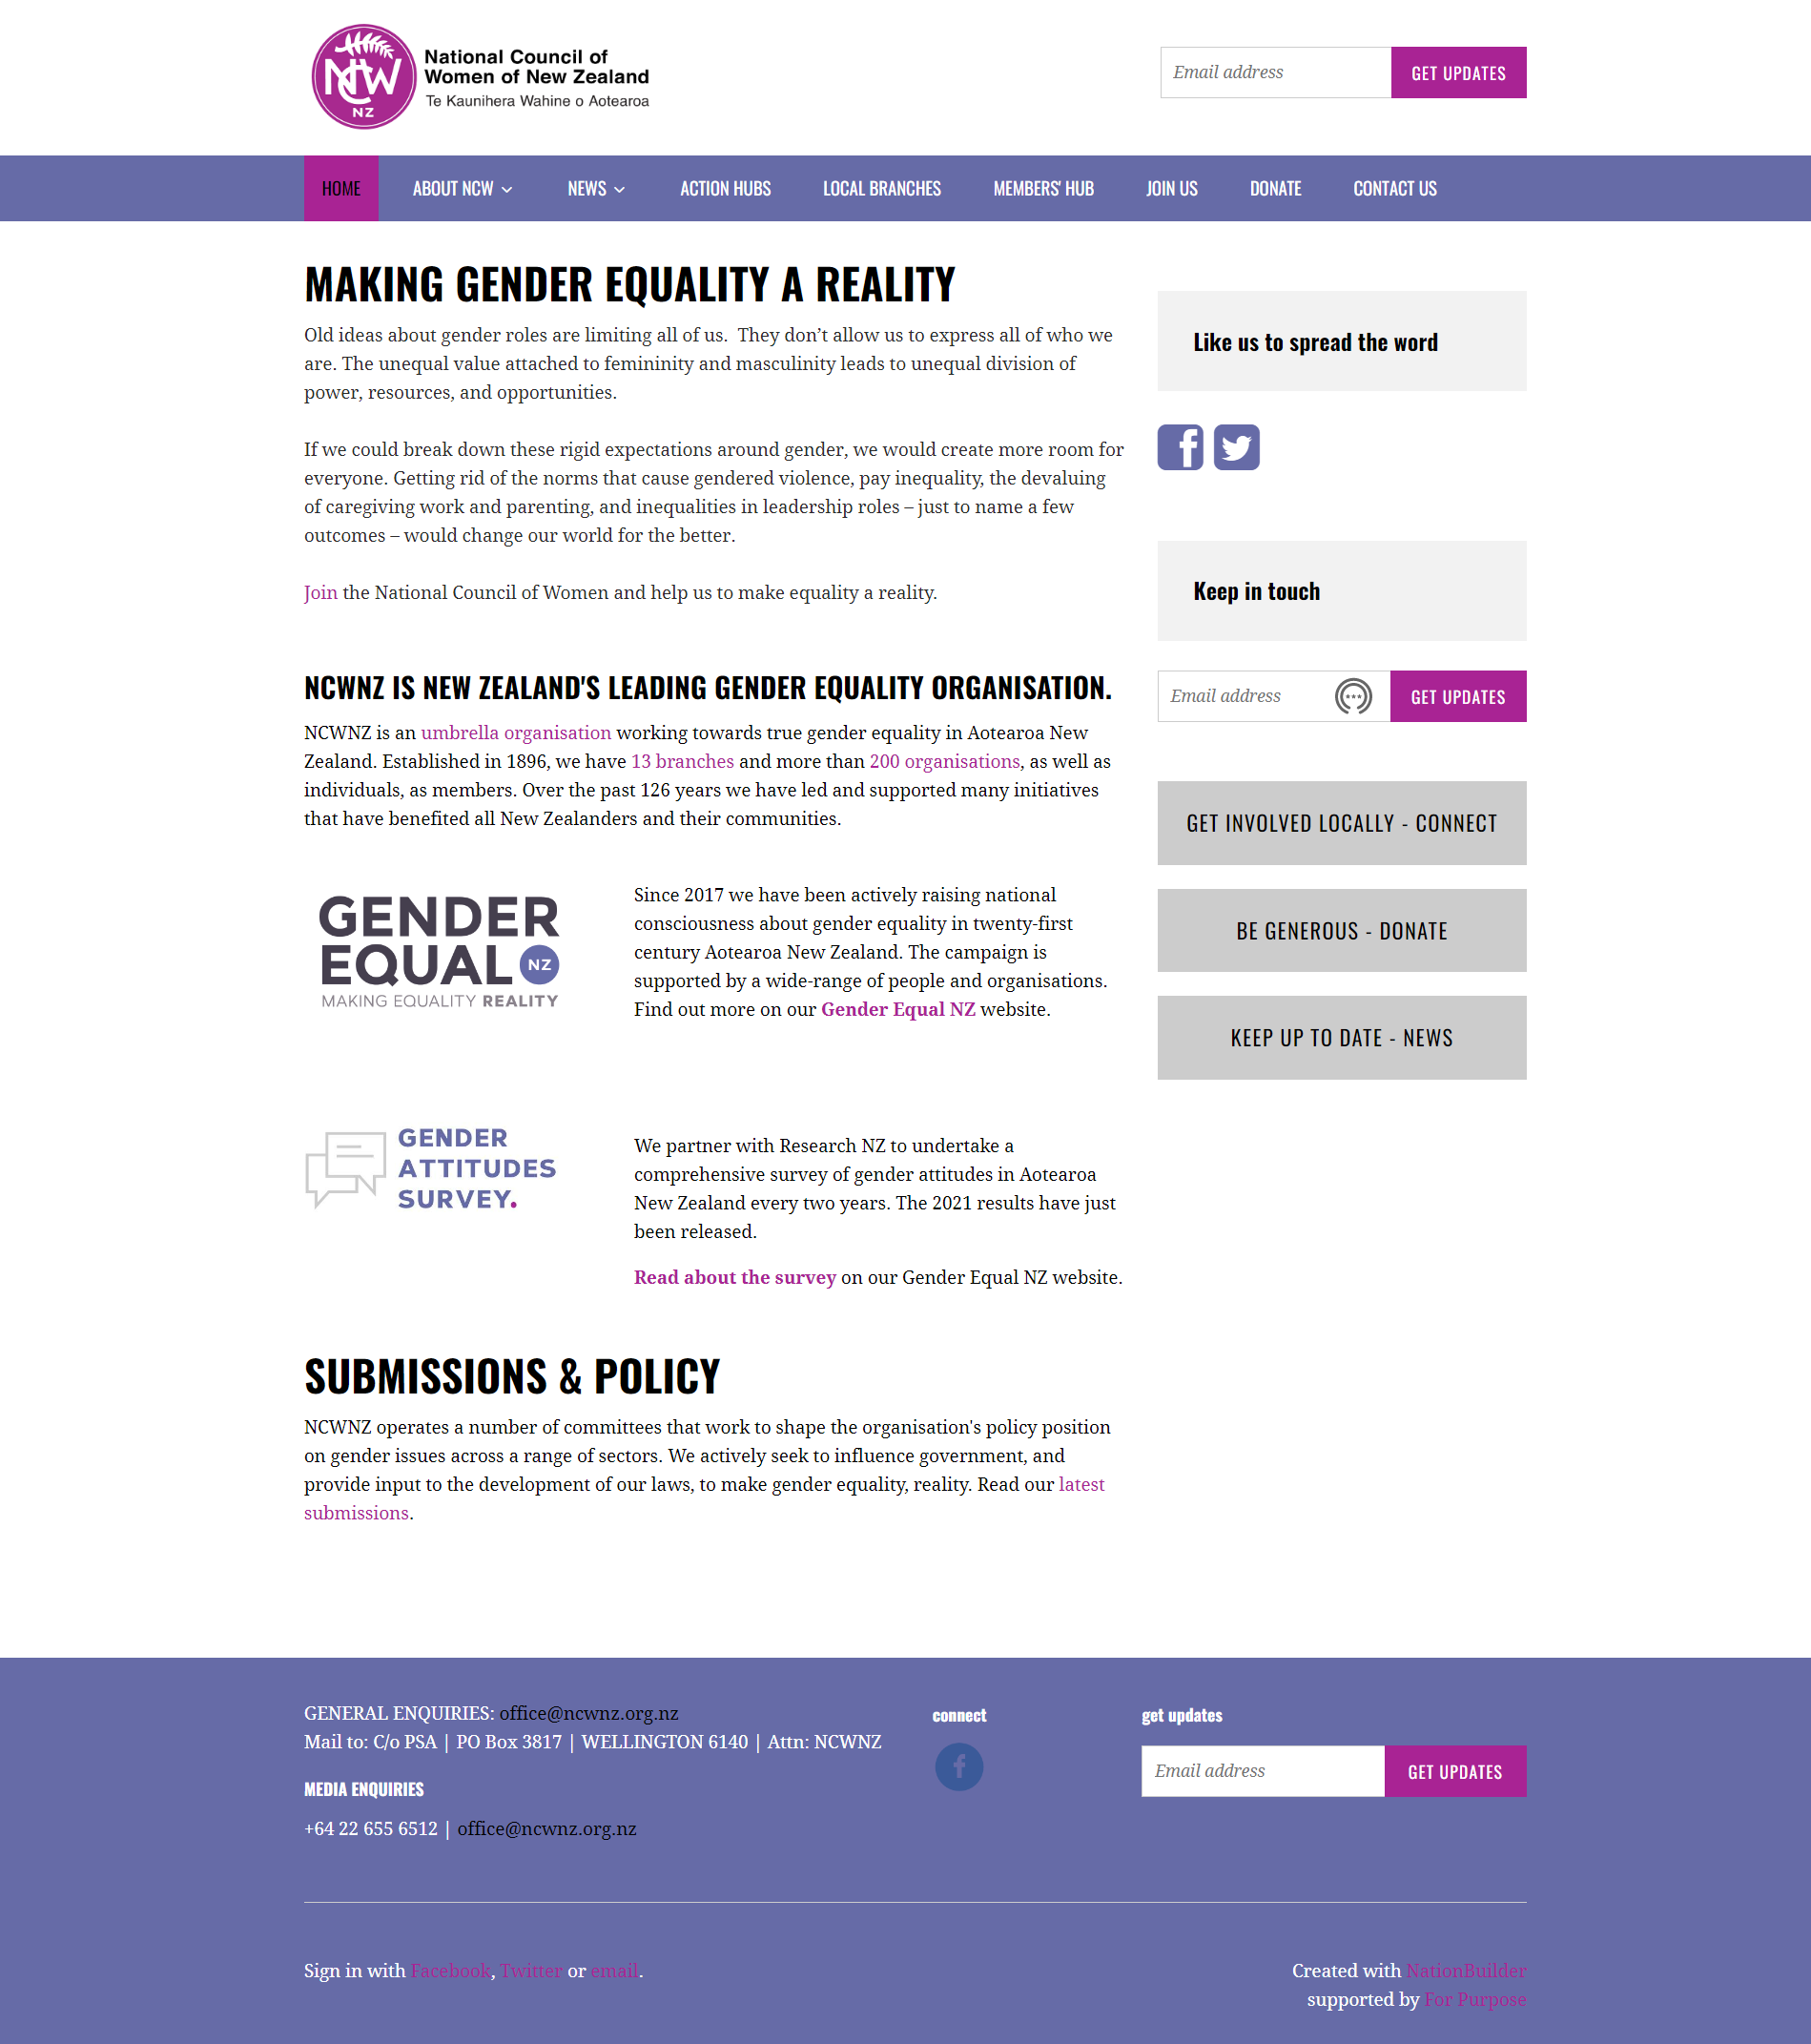 NCW
NZ
National Council of
Women of New Zealand
Te Kaunihera Wahine o Aotearoa
Email address
GET UPDATES
HOME
ABOUT NCW
NEWS
ACTION HUBS
LOCAL BRANCHES
MEMBERS' HUB
JOIN US
DONATE
CONTACT US
MAKING GENDER EQUALITY A REALITY
Old ideas about gender roles are limiting all of us.  They don’t allow us to express all of who we
are. The unequal value attached to femininity and masculinity leads to unequal division of
power, resources, and opportunities.
If we could break down these rigid expectations around gender, we would create more room for
everyone. Getting rid of the norms that cause gendered violence, pay inequality, the devaluing
of caregiving work and parenting, and inequalities in leadership roles – just to name a few
outcomes – would change our world for the better.
Join the National Council of Women and help us to make equality a reality.
NCWNZ IS NEW ZEALAND'S LEADING GENDER EQUALITY ORGANISATION.
NCWNZ is an umbrella organisation working towards true gender equality in Aotearoa New
Zealand. Established in 1896, we have 13 branches and more than 200 organisations, as well as
individuals, as members. Over the past 126 years we have led and supported many initiatives
that have benefited all New Zealanders and their communities.
GENDER
EQUAL NZ
MAKING EQUALITY REALITY
Since 2017 we have been actively raising national
consciousness about gender equality in twenty-first
century Aotearoa New Zealand. The campaign is
supported by a wide-range of people and organisations.
Find out more on our Gender Equal NZ website.
GENDER
ATTITUDES
SURVEY.
We partner with Research NZ to undertake a
comprehensive survey of gender attitudes in Aotearoa
New Zealand every two years. The 2021 results have just
been released.
Read about the survey on our Gender Equal NZ website.
SUBMISSIONS & POLICY
NCWNZ operates a number of committees that work to shape the organisation's policy position
on gender issues across a range of sectors. We actively seek to influence government, and
provide input to the development of our laws, to make gender equality, reality. Read our latest
submissions.
Like us to spread the word
Keep in touch
Email address
GET UPDATES
GET INVOLVED LOCALLY - CONNECT
BE GENEROUS - DONATE
KEEP UP TO DATE - NEWS
GENERAL ENQUIRIES: office@ncwnz.org.nz
Mail to: C/o PSA | PO Box 3817 | WELLINGTON 6140 | Attn: NCWNZ
MEDIA ENQUIRIES
+64 22 655 6512 | office@ncwnz.org.nz
connect
get updates
Email address
GET UPDATES
Sign in with Facebook, Twitter or email.
Created with NationBuilder
supported by For Purpose